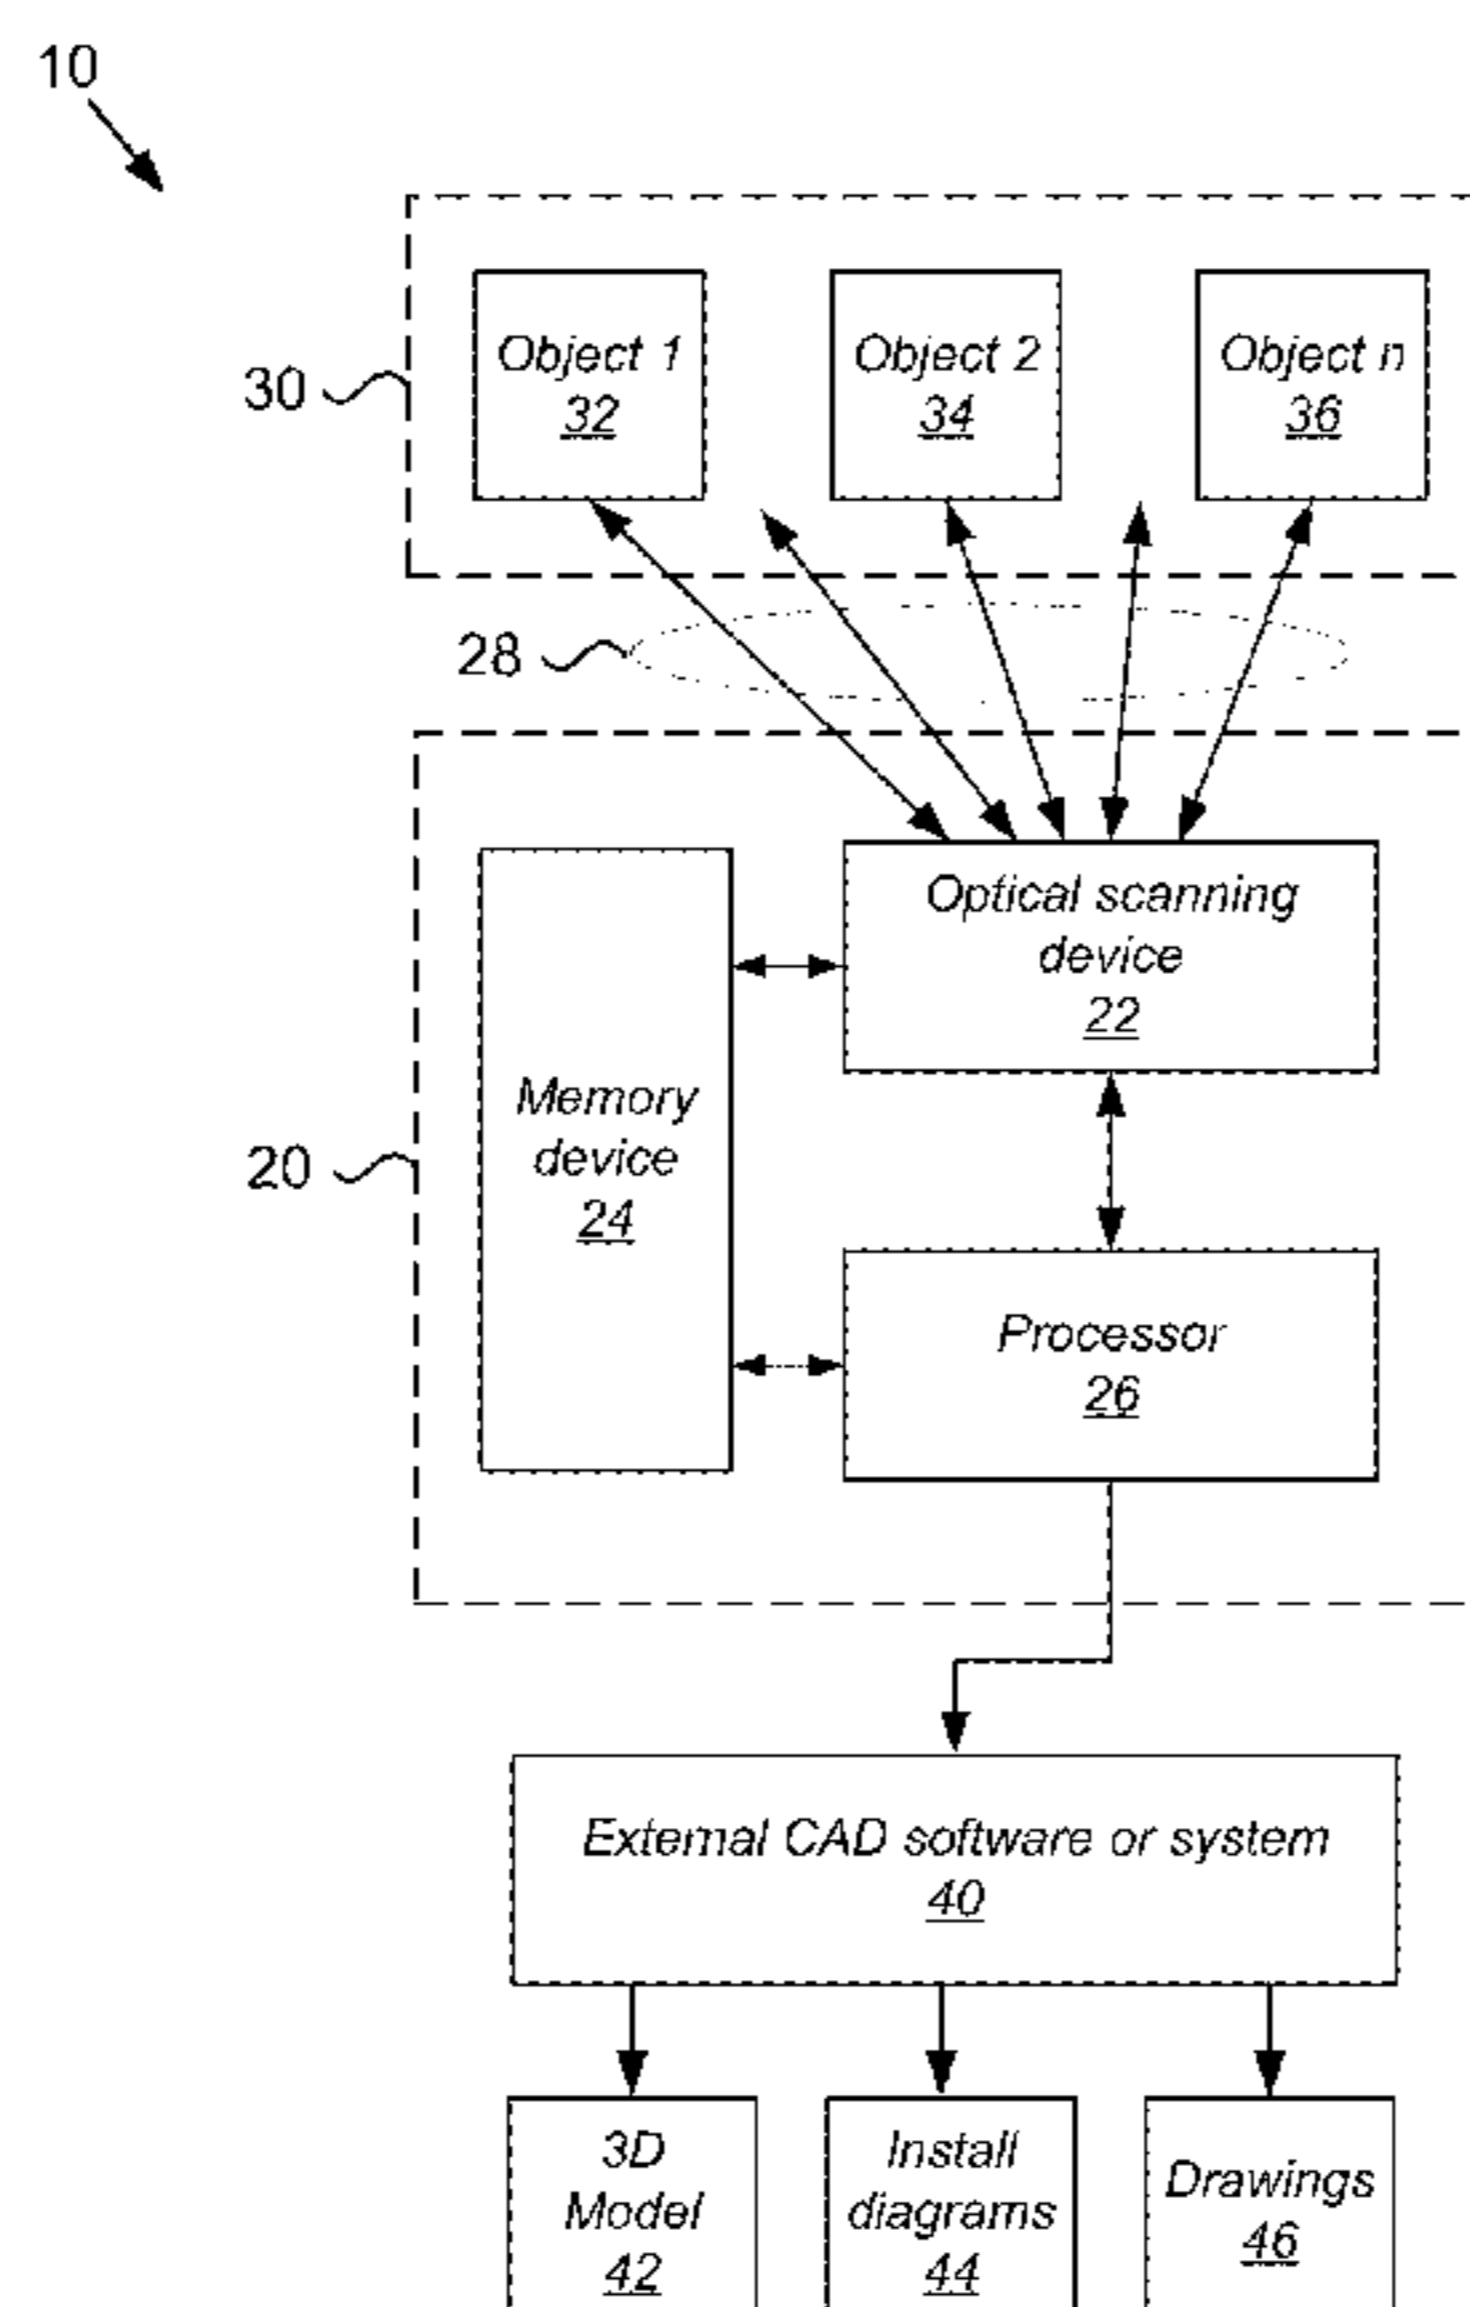 10
Object 1
32
Object 2
34
Object n
36
30
28
Optical scanning
device
22
Memory
device
24
20
Processor
26
External CAD software or system
40
3D
Model
42
Install
diagrams
44
Drawings
46